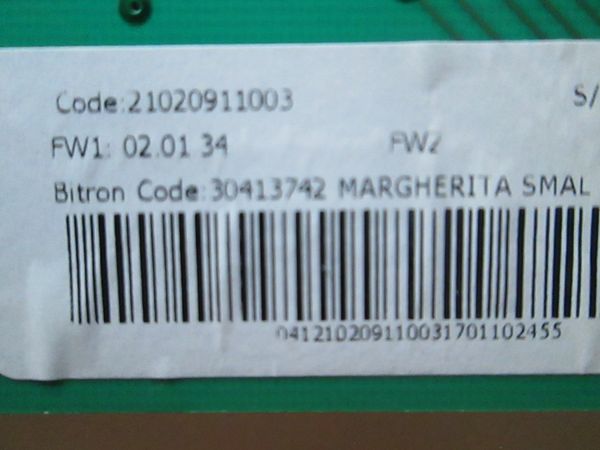 Code:21020911003 S/
FW1: 02.01 34 FW2
Bitron Code:30413742 MARGHERITA SMAL
041210209110031701102455